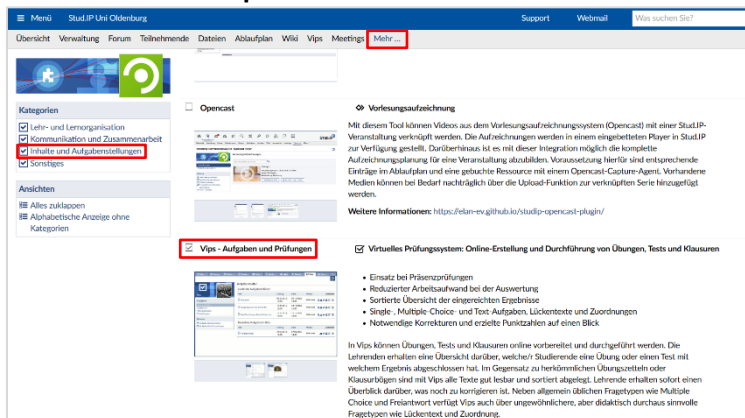 Menü Stud.IP Uni Oldenburg Support Webmail Was suchen Sie?
Übersicht Verwaltung Forum Teilnehmende Dateien Ablaufplan Wiki Vips Meetings Mehr ...
Kategorien
Lehr- und Lernorganisation
Kommunikation und Zusammenarbeit
Inhalte und Aufgabenstellungen
Sonstiges
Ansichten
Alles zuklappen
Alphabetische Anzeige ohne
Kategorien
Opencast
Vorlesungsaufzeichnung
Mit diesem Tool können Videos aus dem Vorlesungsaufzeichnungssystem (Opencast) mit einer Stud.IP-
Veranstaltung verknüpft werden. Die Aufzeichnungen werden in einem eingebetteten Player in Stud.IP
zur Verfügung gestellt. Darüberhinaus ist es mit dieser Integration möglich die komplette
Aufzeichnungsplanung für eine Veranstaltung abzubilden. Voraussetzung hierfür sind entsprechende
Einträge im Ablaufplan und eine gebuchte Ressource mit einem Opencast-Capture-Agent. Vorhandene
Medien können bei Bedarf nachträglich über die Upload-Funktion zur verknüpften Serie hinzugefügt
werden.
Weitere Informationen: https://elan-ev.github.io/studip-opencast-plugin/
Vips - Aufgaben und Prüfungen
Virtuelles Prüfungssystem: Online-Erstellung und Durchführung von Übungen, Tests und Klausuren
• Einsatz bei Präsenzprüfungen
• Reduzierter Arbeitsaufwand bei der Auswertung
• Sortierte Übersicht der eingereichten Ergebnisse
• Single-, Multiple-Choice- und Text-Aufgaben, Lückentexte und Zuordnungen
• Notwendige Korrekturen und erzielte Punktzahlen auf einen Blick
In Vips können Übungen, Tests und Klausuren online vorbereitet und durchgeführt werden. Die
Lehrenden erhalten eine Übersicht darüber, welche/r Studierende eine Übung oder einen Test mit
welchem Ergebnis abgeschlossen hat. Im Gegensatz zu herkömmlichen Übungszetteln oder
Klausurbögen sind mit Vips alle Texte gut lesbar und sortiert abgelegt. Lehrende erhalten sofort einen
Überblick darüber, was noch zu korrigieren ist. Neben allgemein üblichen Fragetypen wie Multiple
Choice und Freiantwort verfügt Vips auch über ungewöhnlichere, aber didaktisch durchaus sinnvolle
Fragetypen wie Lückentext und Zuordnung.